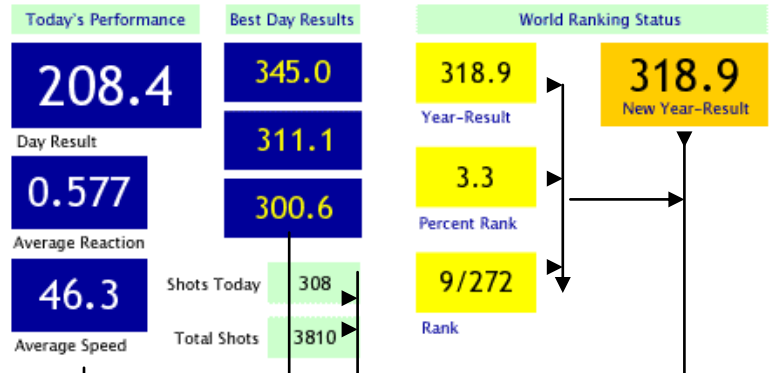 Today's Performance
208.4
Day Result
0.577
Average Reaction
46.3
Average Speed
Best Day Results
345.0
311.1
300.6
Shots Today 308
Total Shots 3810
World Ranking Status
318.9
Year-Result
3.3
Percent Rank
9/272
Rank
318.9
New Year-Result